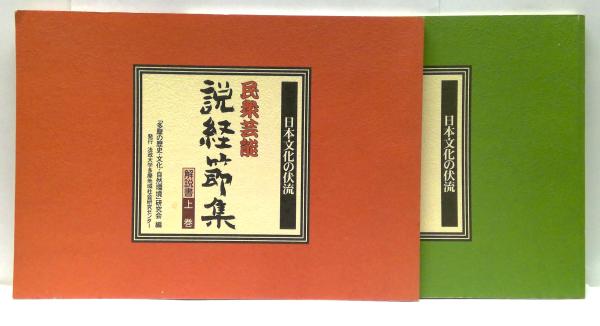 日本文化の伏流
民衆芸能
説経節集
解説書 上巻
「多摩の歴史・文化・自然環境」研究会 編
発行 法政大学多摩地域社会研究センター
日本文化の伏流